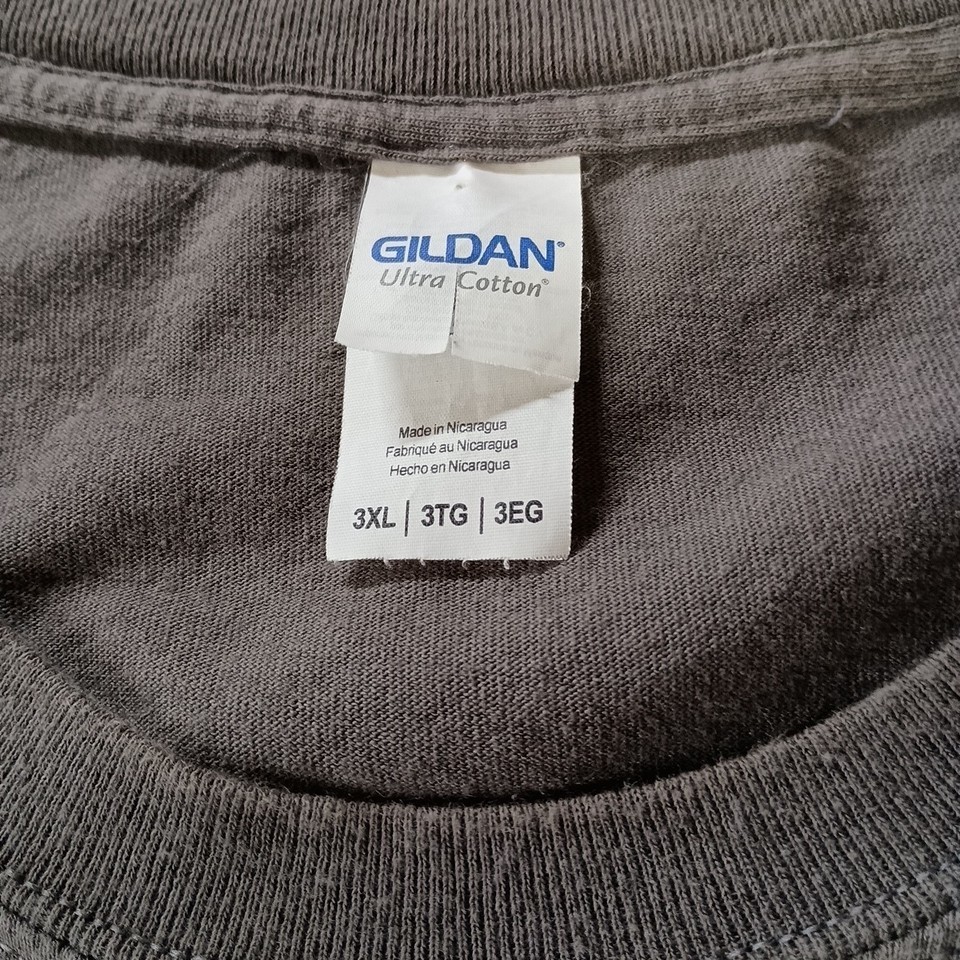 GILDAN®
Ultra Cotton®
Made in Nicaragua
Fabriqué au Nicaragua
Hecho en Nicaragua
3XL | 3TG | 3EG